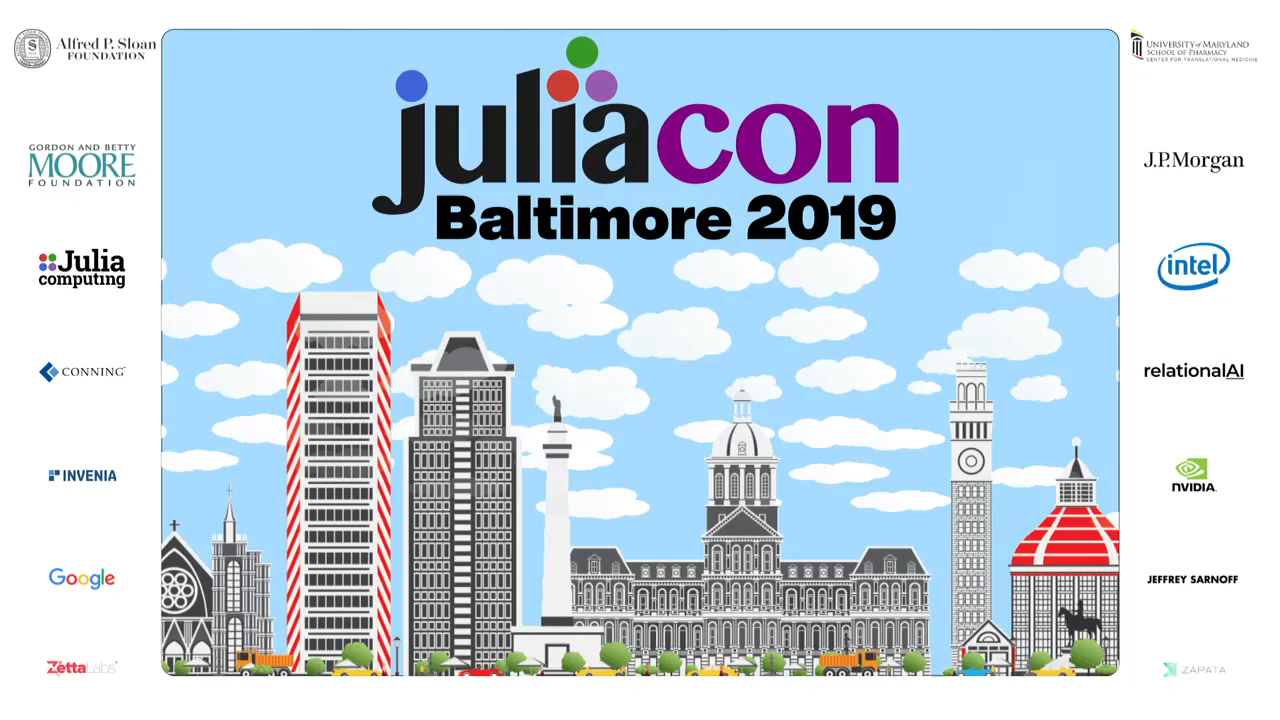 Alfred P. Sloan
FOUNDATION
GORDON AND BETTY
MOORE
FOUNDATION
Julia
computing
CONNING
INVENIA
Google
ZettaLabs
juliacon
Baltimore 2019
UNIVERSITY OF MARYLAND
SCHOOL OF PHARMACY
CENTER FOR TRANSLATIONAL MEDICINE
J.P.Morgan
intel
relationalAI
NVIDIA.
JEFFREY SARNOFF
ZAPATA